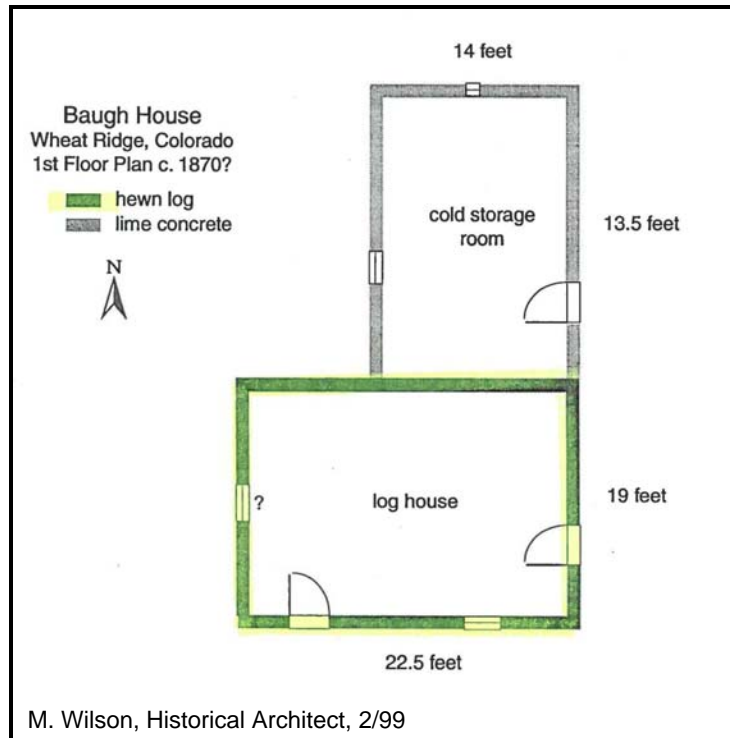 14 feet
Baugh House
Wheat Ridge, Colorado
1st Floor Plan c. 1870?
hewn log
lime concrete
N
cold storage
room
13.5 feet
?
log house
19 feet
22.5 feet
M. Wilson, Historical Architect, 2/99